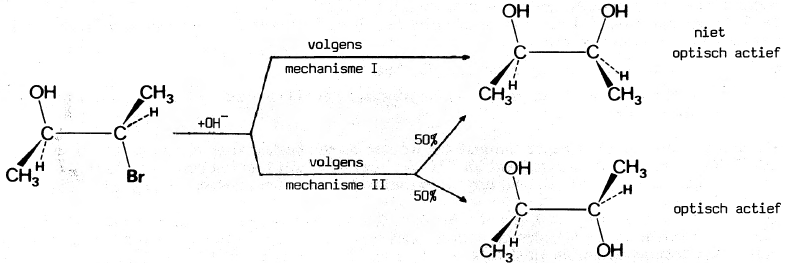 OH
CH₃
H
C
C
H
CH₃
Br
+OH⁻
volgens
mechanisme I
volgens
mechanisme II
50%
50%
OH
OH
C
C
H
H
CH₃
CH₃
niet
optisch actief
OH
CH₃
H
C
C
H
CH₃
OH
optisch actief